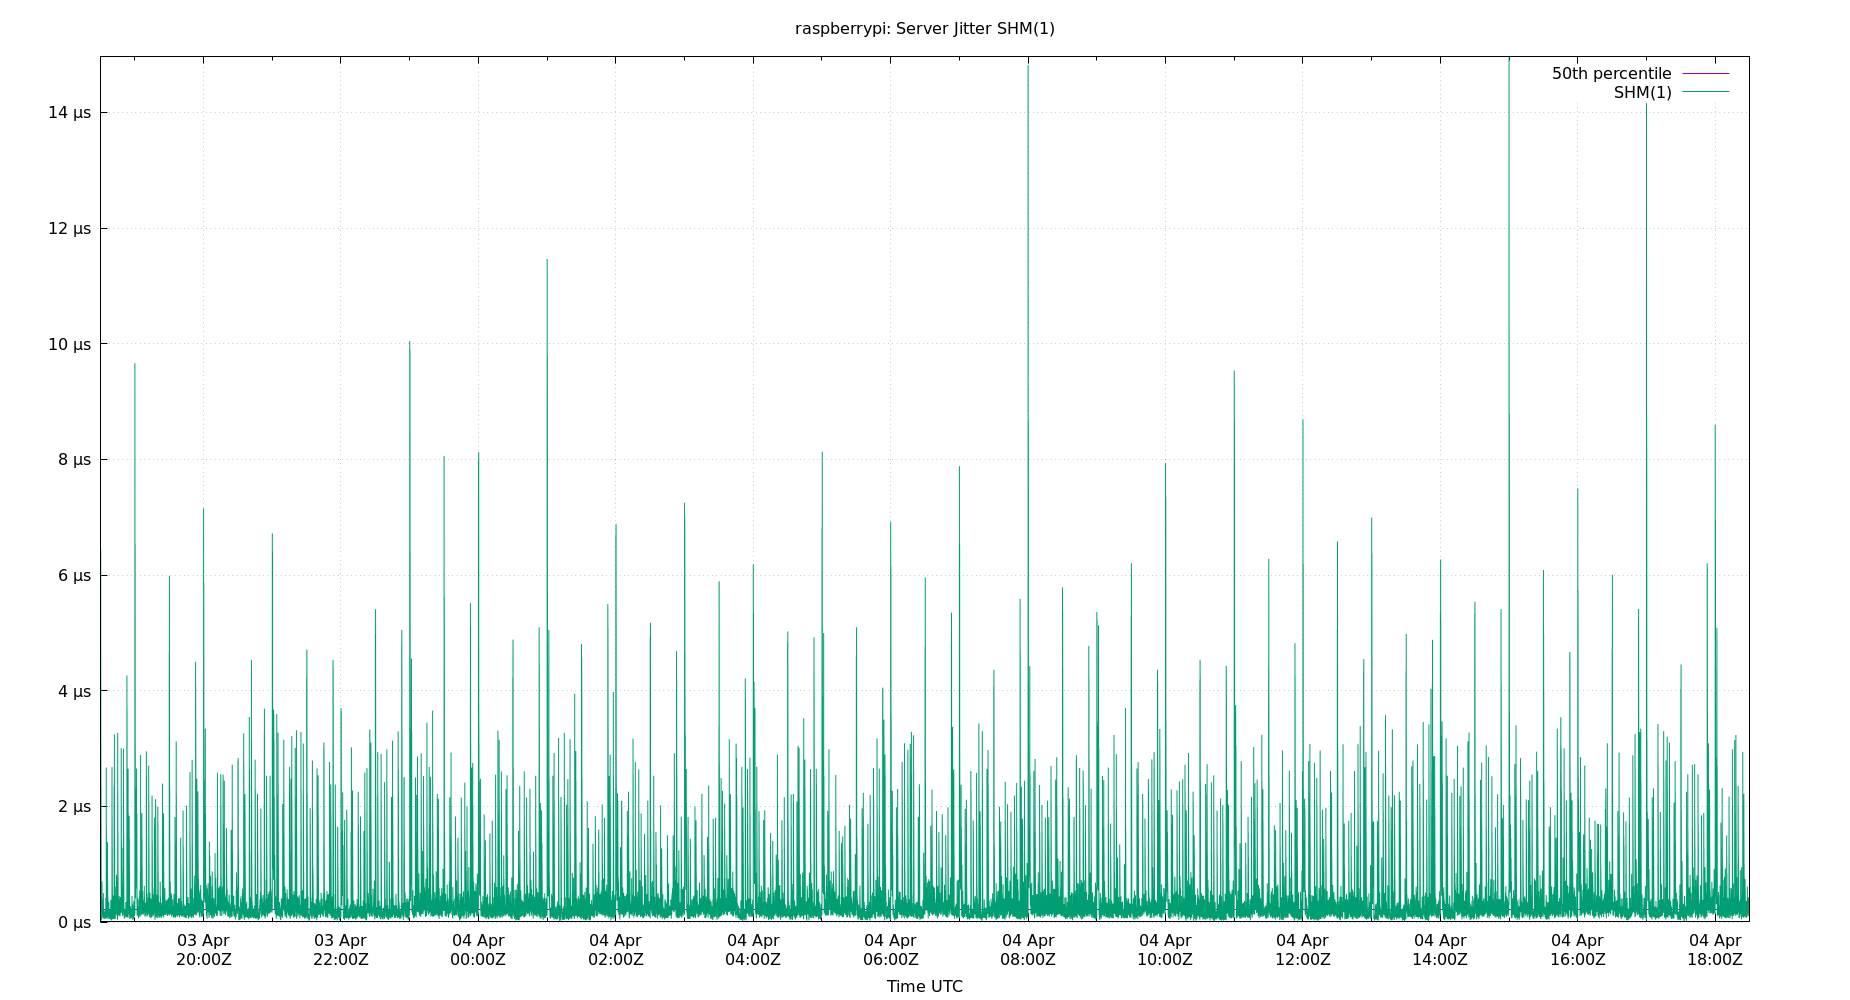 raspberrypi: Server Jitter SHM(1)
50th percentile
SHM(1)
14 µs
12 µs
10 µs
8 µs
6 µs
4 µs
2 µs
0 µs
03 Apr 03 Apr 04 Apr 04 Apr 04 Apr 04 Apr 04 Apr 04 Apr 04 Apr 04 Apr 04 Apr 04 Apr
20:00Z 22:00Z 00:00Z 02:00Z 04:00Z 06:00Z 08:00Z 10:00Z 12:00Z 14:00Z 16:00Z 18:00Z
Time UTC